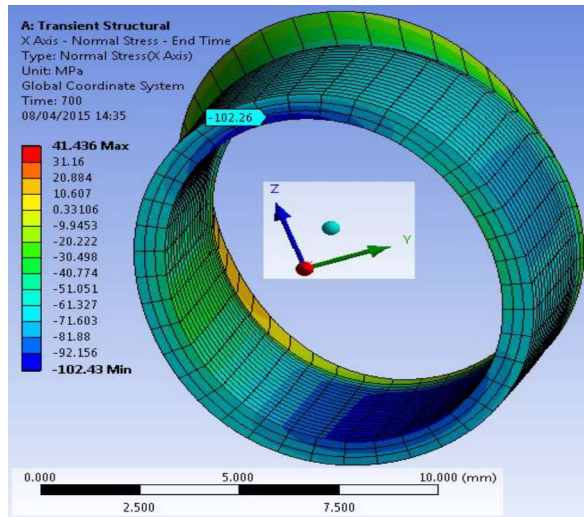 A: Transient Structural
X Axis - Normal Stress - End Time
Type: Normal Stress(X Axis)
Unit: MPa
Global Coordinate System
Time: 700
08/04/2015 14:35
-102.26
41.436 Max
31.16
20.884
10.607
0.33106
-9.9453
-20.222
-30.498
-40.774
-51.051
-61.327
-71.603
-81.88
-92.156
-102.43 Min
Z
Y
0.000 5.000 10.000 (mm)
2.500 7.500